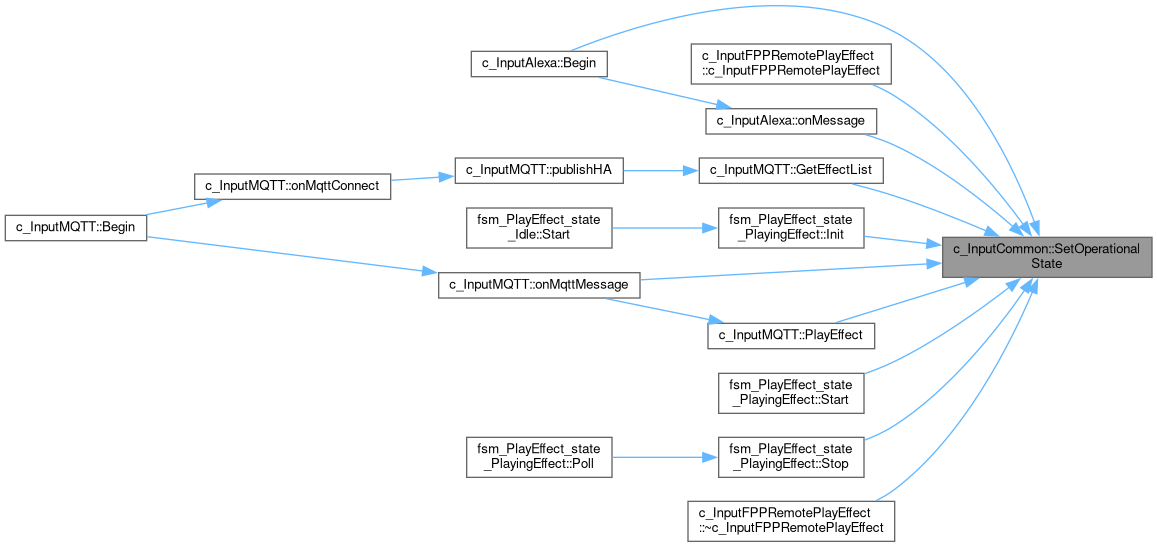 c_InputAlexa::Begin
c_InputFPPRemotePlayEffect
::c_InputFPPRemotePlayEffect
c_InputAlexa::onMessage
c_InputMQTT::publishHA
c_InputMQTT::GetEffectList
c_InputMQTT::onMqttConnect
c_InputMQTT::Begin
fsm_PlayEffect_state
_Idle::Start
fsm_PlayEffect_state
_PlayingEffect::Init
c_InputCommon::SetOperational
State
c_InputMQTT::onMqttMessage
c_InputMQTT::PlayEffect
fsm_PlayEffect_state
_PlayingEffect::Start
fsm_PlayEffect_state
_PlayingEffect::Poll
fsm_PlayEffect_state
_PlayingEffect::Stop
c_InputFPPRemotePlayEffect
::~c_InputFPPRemotePlayEffect